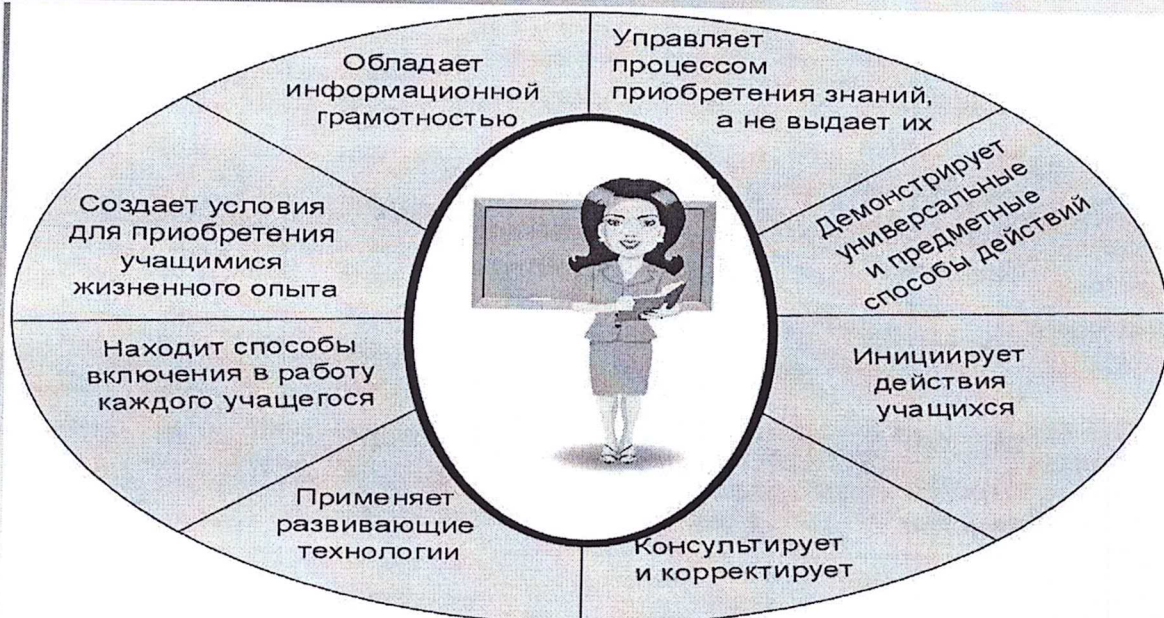 Обладает
информационной
грамотностью
Управляет
процессом
приобретения знаний,
а не выдает их
Демонстрирует
универсальные
и предметные
способы действий
Инициирует
действия
учащихся
Консультирует
и корректирует
Применяет
развивающие
технологии
Находит способы
включения в работу
каждого учащегося
Создает условия
для приобретения
учащимися
жизненного опыта